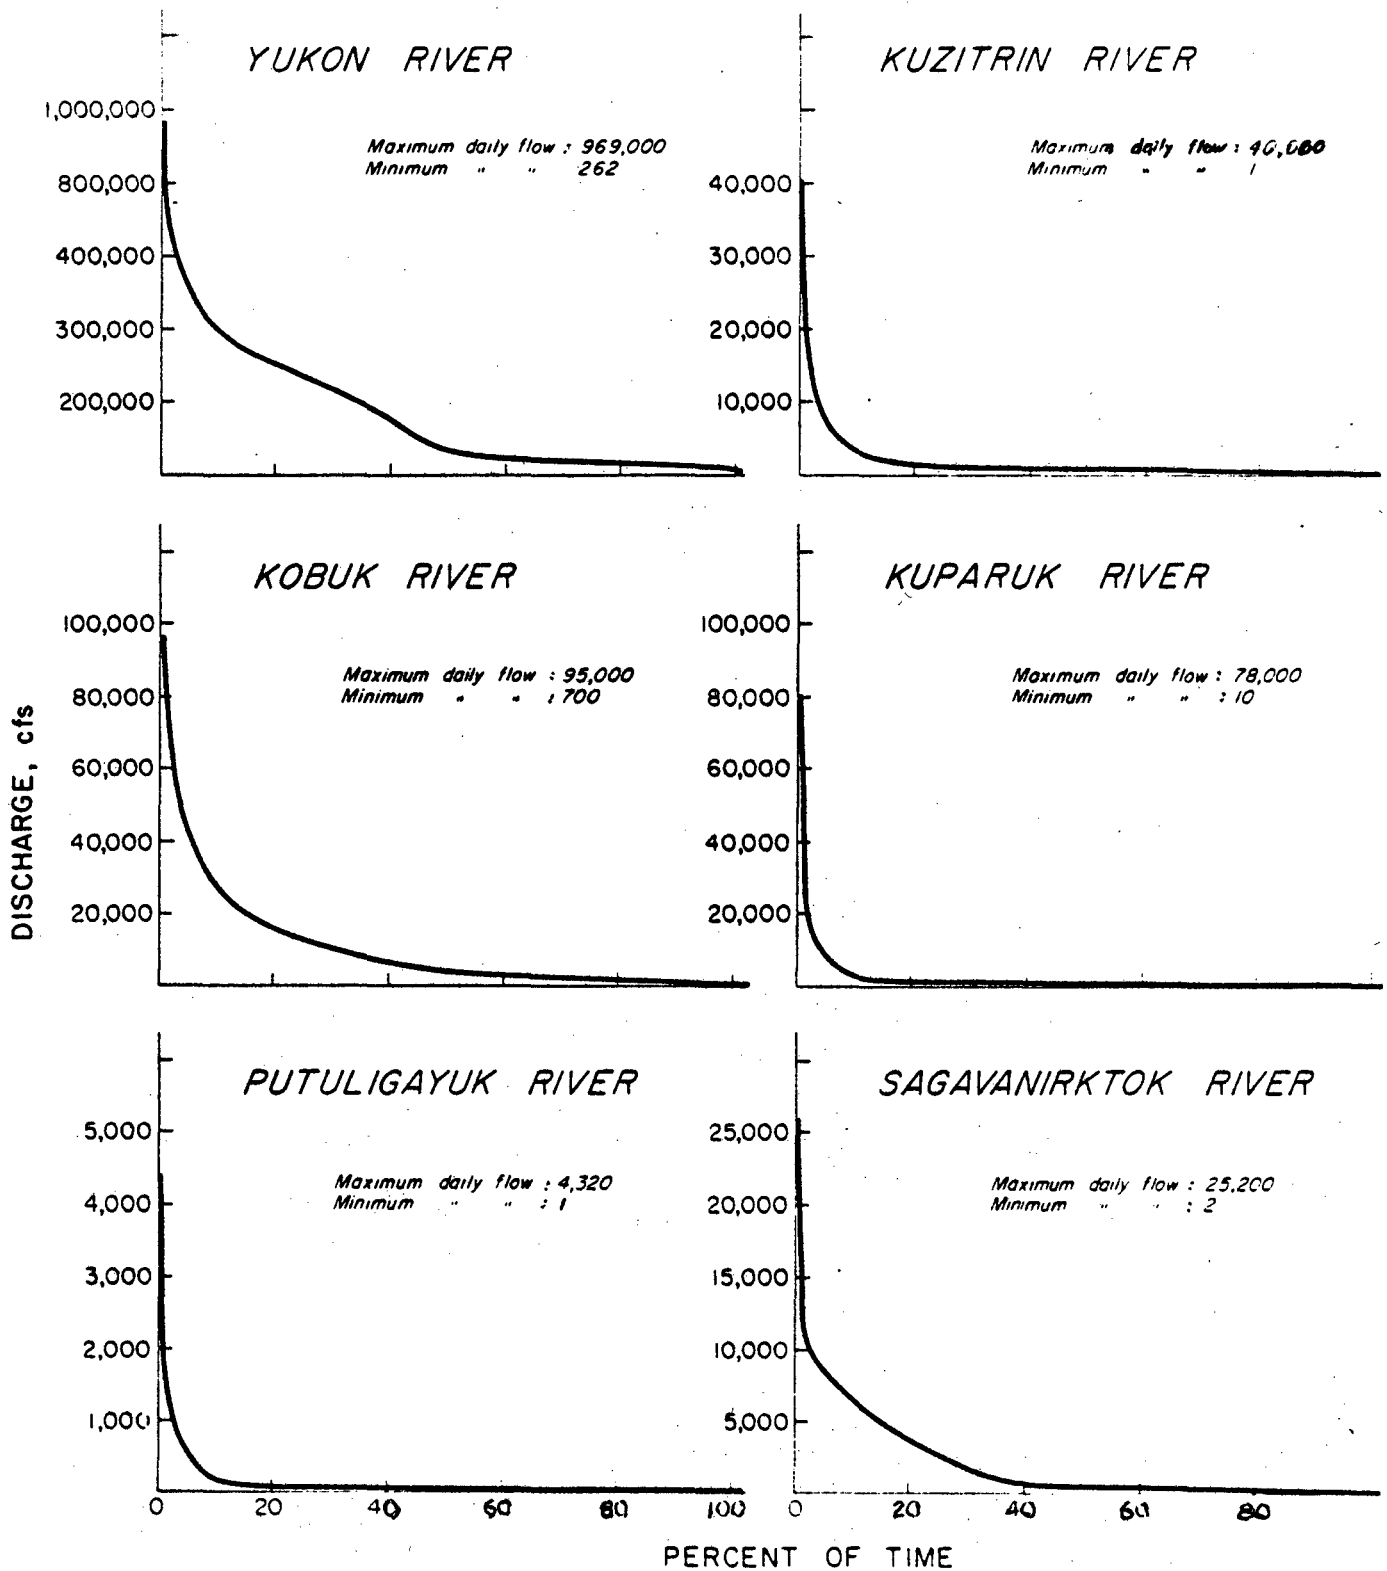 YUKON RIVER
Maximum daily flow : 969,000
Minimum " " 262
1,000,000
800,000
400,000
300,000
200,000
KUZITRIN RIVER
Maximum daily flow : 40,000
Minimum " " 1
40,000
30,000
20,000
10,000
KOBUK RIVER
Maximum daily flow : 95,000
Minimum " " : 700
100,000
80,000
60,000
40,000
20,000
KUPARUK RIVER
Maximum daily flow : 78,000
Minimum " " : 10
100,000
80,000
60,000
40,000
20,000
DISCHARGE, cfs
PUTULIGAYUK RIVER
Maximum daily flow : 4,320
Minimum " " : 1
5,000
4,000
3,000
2,000
1,000
0 20 40 60 80 100
SAGAVANIRKTOK RIVER
Maximum daily flow : 25,200
Minimum " " : 2
25,000
20,000
15,000
10,000
5,000
0 20 40 60 80
PERCENT OF TIME